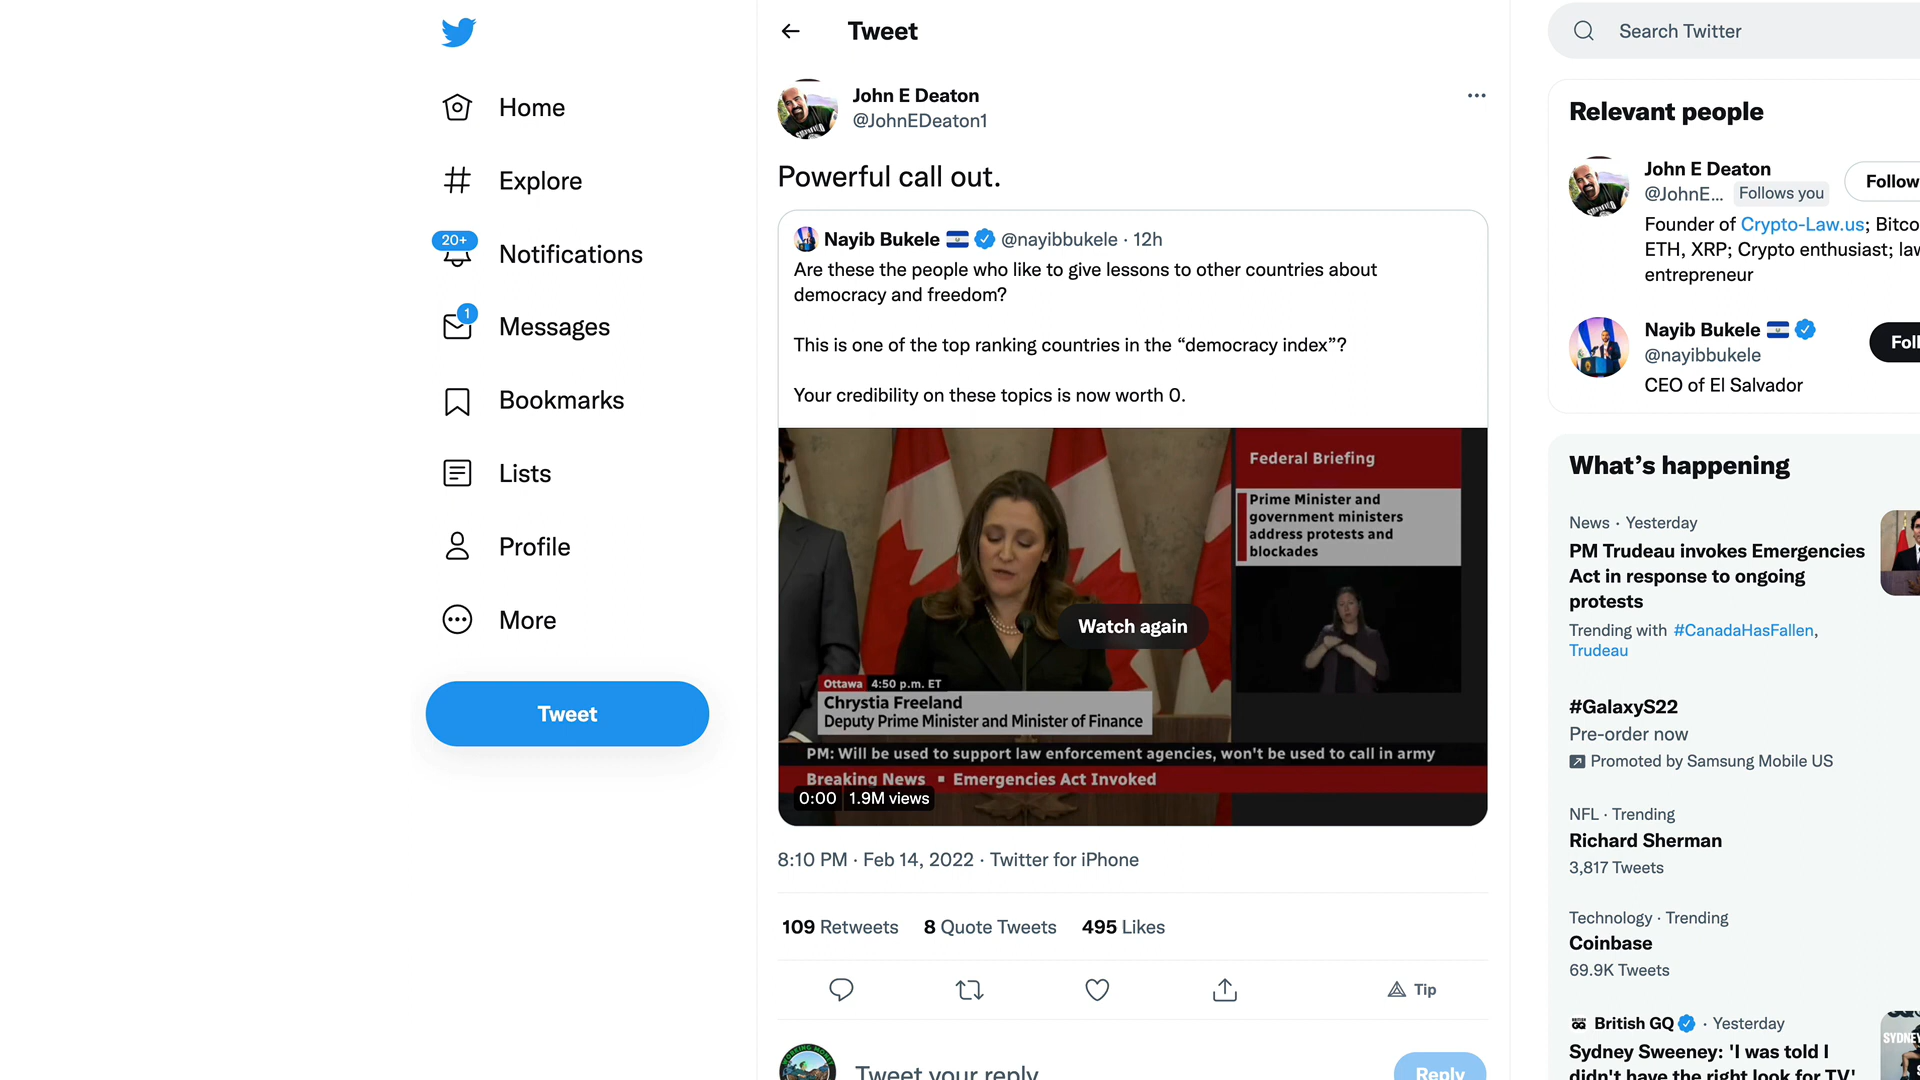 Tweet
Search Twitter
Home
Explore
20+
Notifications
1
Messages
Bookmarks
Lists
Profile
More
Tweet
John E Deaton
@JohnEDeaton1
Powerful call out.
Nayib Bukele @nayibbukele · 12h
Are these the people who like to give lessons to other countries about
democracy and freedom?
This is one of the top ranking countries in the “democracy index”?
Your credibility on these topics is now worth 0.
Federal Briefing
Prime Minister and
government ministers
address protests and
blockades
Watch again
Ottawa 4:50 p.m. ET
Chrystia Freeland
Deputy Prime Minister and Minister of Finance
PM: Will be used to support law enforcement agencies, won't be used to call in army
Breaking News ▪ Emergencies Act Invoked
0:00 1.9M views
8:10 PM · Feb 14, 2022 · Twitter for iPhone
109 Retweets 8 Quote Tweets 495 Likes
Tip
Tweet your reply
Reply
Relevant people
John E Deaton
@JohnE... Follows you
Follow
Founder of Crypto-Law.us; Bitco
ETH, XRP; Crypto enthusiast; law
entrepreneur
Nayib Bukele
@nayibbukele
Foll
CEO of El Salvador
What’s happening
News · Yesterday
PM Trudeau invokes Emergencies
Act in response to ongoing
protests
Trending with #CanadaHasFallen,
Trudeau
#GalaxyS22
Pre-order now
Promoted by Samsung Mobile US
NFL · Trending
Richard Sherman
3,817 Tweets
Technology · Trending
Coinbase
69.9K Tweets
British GQ · Yesterday
Sydney Sweeney: 'I was told I
didn't have the right look for TV'